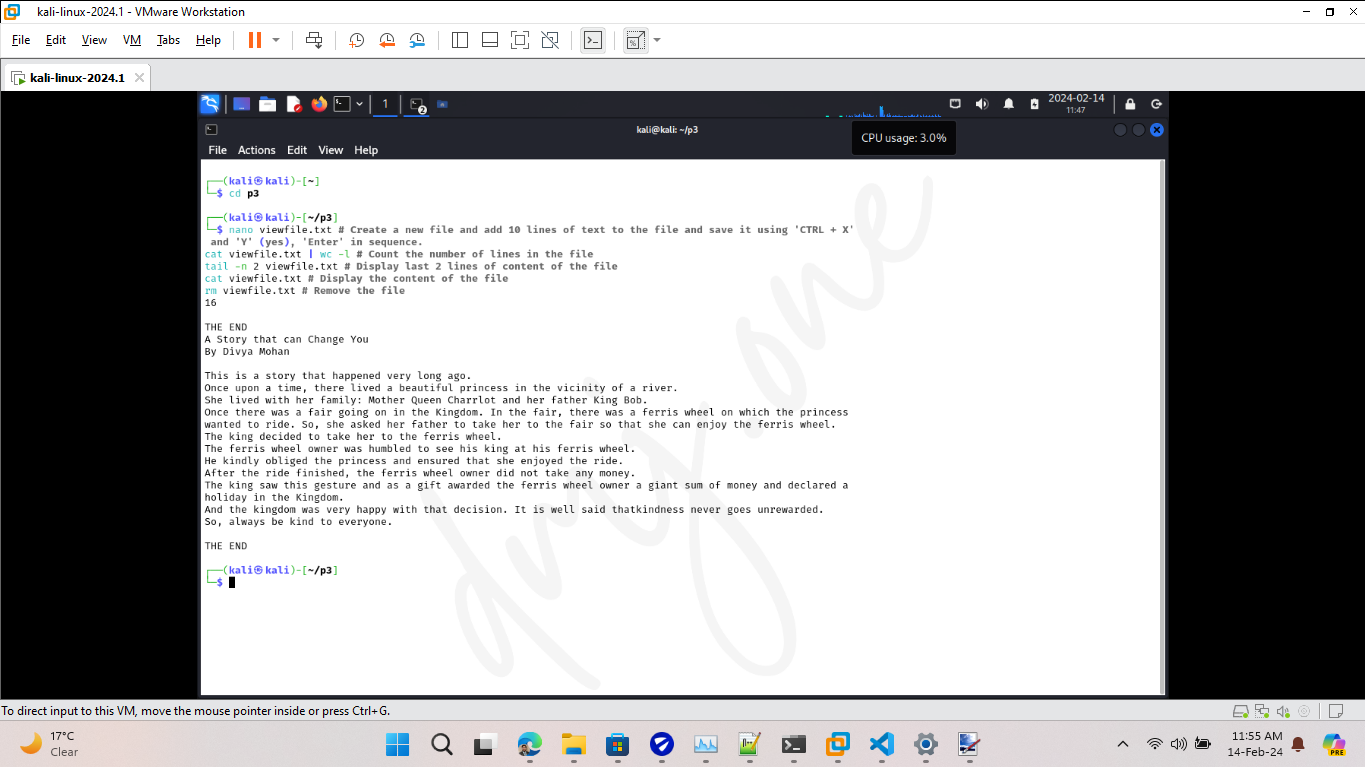 kali-linux-2024.1 - VMware Workstation
File Edit View VM Tabs Help
kali-linux-2024.1
1
2
2024-02-14
11:47
kali@kali: ~/p3
CPU usage: 3.0%
File Actions Edit View Help
┌──(kali㉿kali)-[~]
└─$ cd p3
┌──(kali㉿kali)-[~/p3]
└─$ nano viewfile.txt # Create a new file and add 10 lines of text to the file and save it using 'CTRL + X'
and 'Y' (yes), 'Enter' in sequence.
cat viewfile.txt | wc -l # Count the number of lines in the file
tail -n 2 viewfile.txt # Display last 2 lines of content of the file
cat viewfile.txt # Display the content of the file
rm viewfile.txt # Remove the file
16
THE END
A Story that can Change You
By Divya Mohan
This is a story that happened very long ago.
Once upon a time, there lived a beautiful princess in the vicinity of a river.
She lived with her family: Mother Queen Charrlot and her father King Bob.
Once there was a fair going on in the Kingdom. In the fair, there was a ferris wheel on which the princess
wanted to ride. So, she asked her father to take her to the fair so that she can enjoy the ferris wheel.
The king decided to take her to the ferris wheel.
The ferris wheel owner was humbled to see his king at his ferris wheel.
He kindly obliged the princess and ensured that she enjoyed the ride.
After the ride finished, the ferris wheel owner did not take any money.
The king saw this gesture and as a gift awarded the ferris wheel owner a giant sum of money and declared a
holiday in the Kingdom.
And the kingdom was very happy with that decision. It is well said thatkindness never goes unrewarded.
So, always be kind to everyone.
THE END
┌──(kali㉿kali)-[~/p3]
└─$
To direct input to this VM, move the mouse pointer inside or press Ctrl+G.
17°C
Clear
11:55 AM
14-Feb-24
PRE